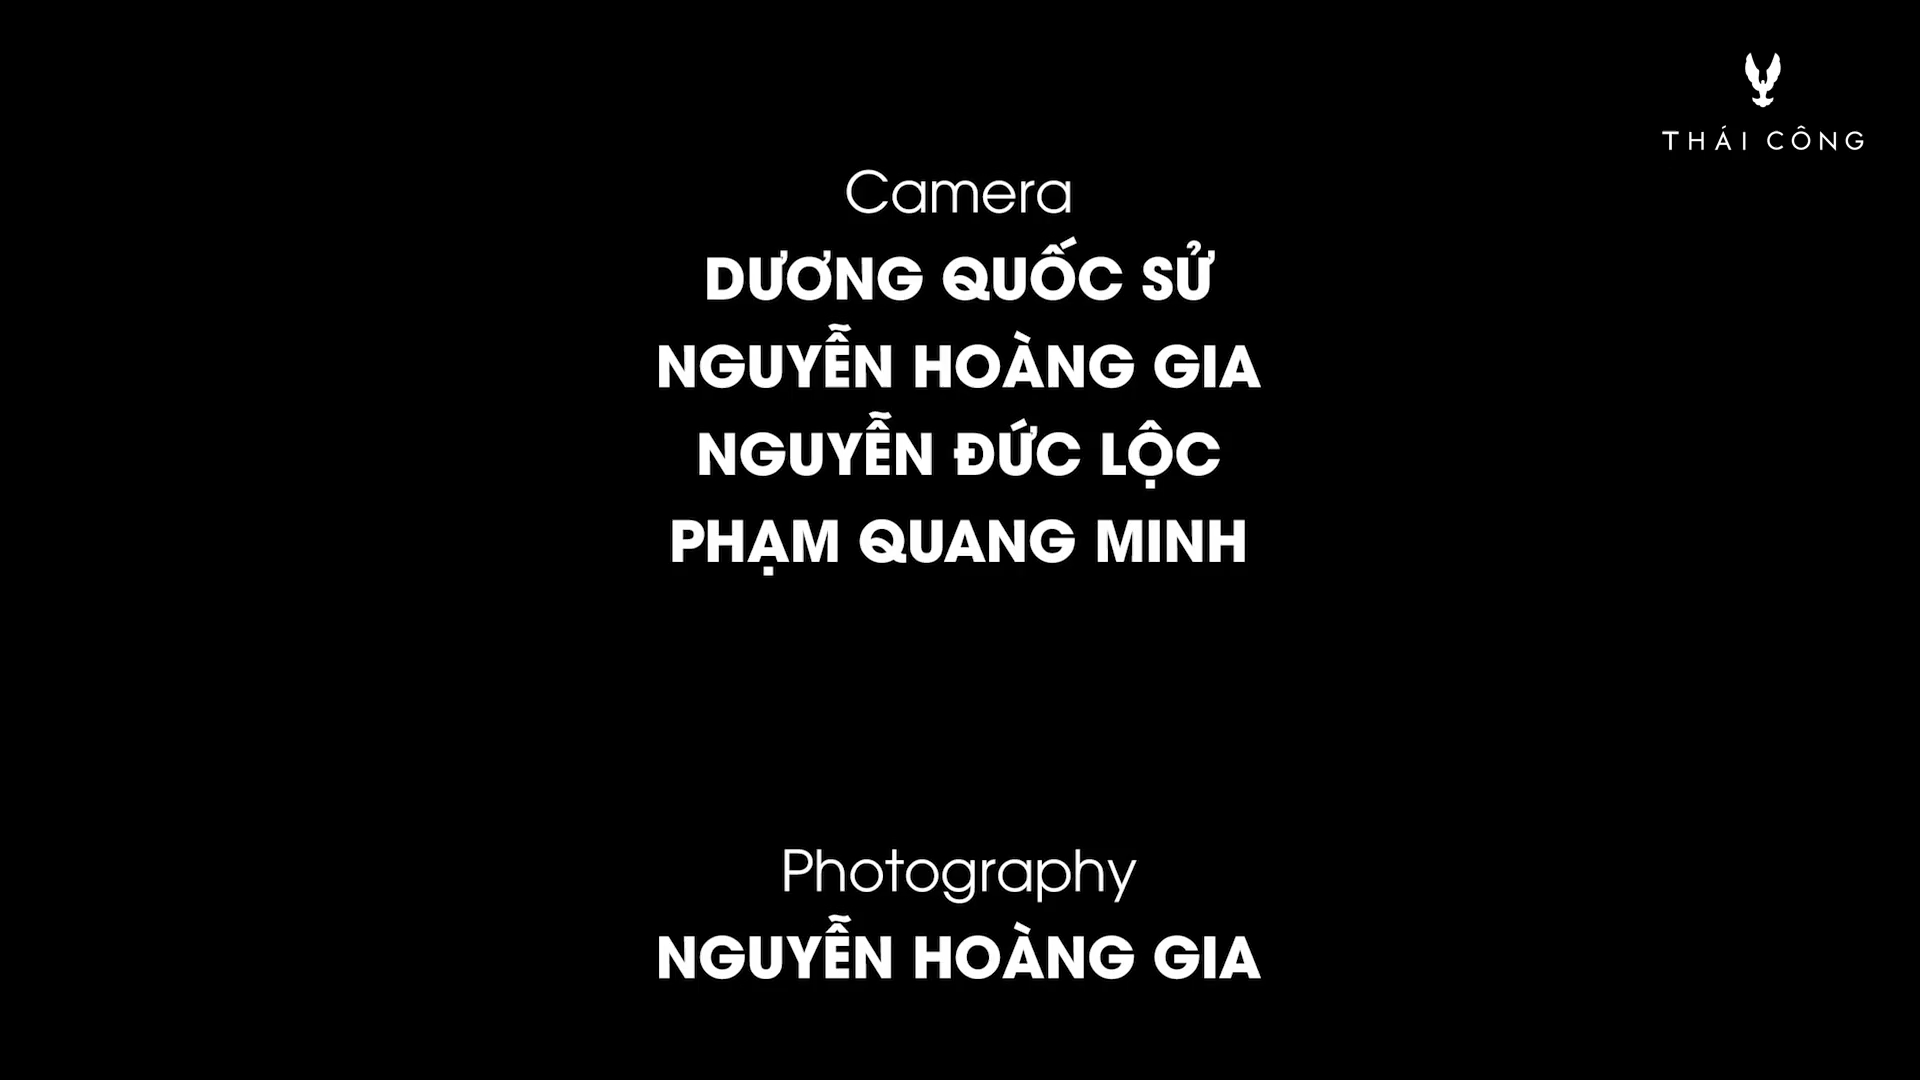 THÁI CÔNG
Camera
DƯƠNG QUỐC SỬ
NGUYỄN HOÀNG GIA
NGUYỄN ĐỨC LỘC
PHẠM QUANG MINH
Photography
NGUYỄN HOÀNG GIA